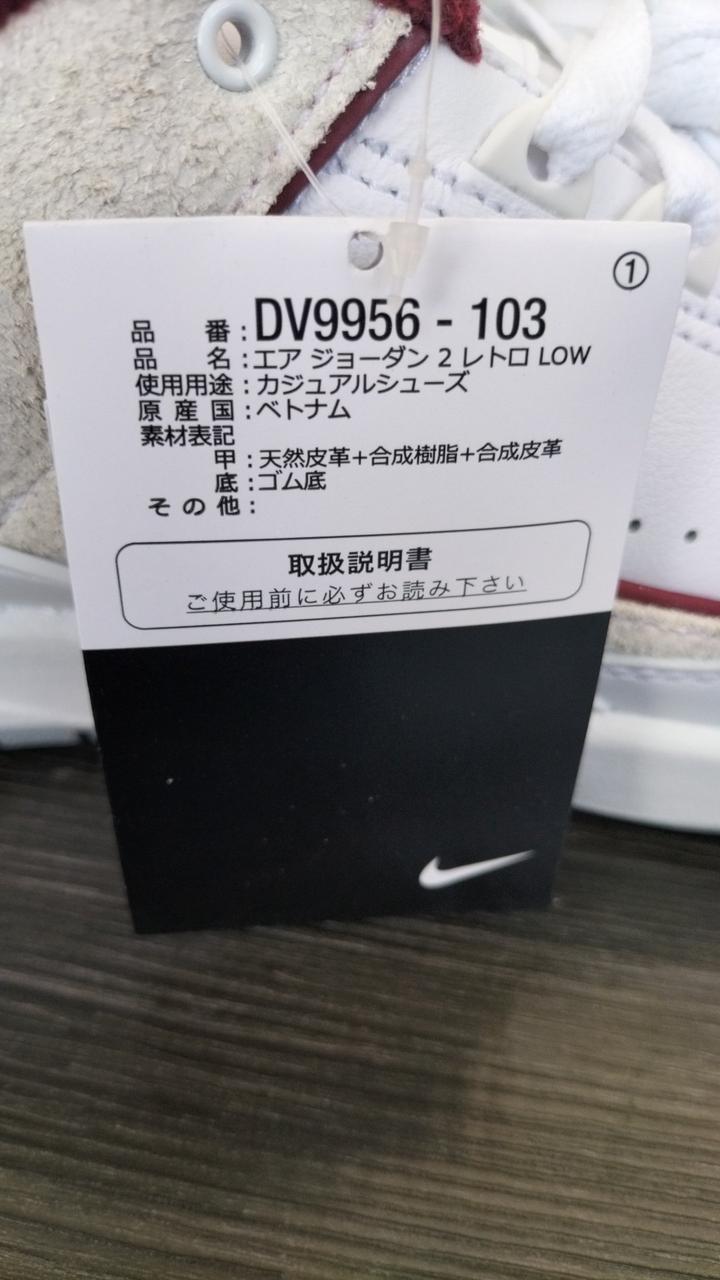 ①
品番:DV9956 - 103
品名:エア ジョーダン 2 レトロ LOW
使用用途:カジュアルシューズ
原産国:ベトナム
素材表記
甲:天然皮革+合成樹脂+合成皮革
底:ゴム底
その他:
取扱説明書
ご使用前に必ずお読み下さい